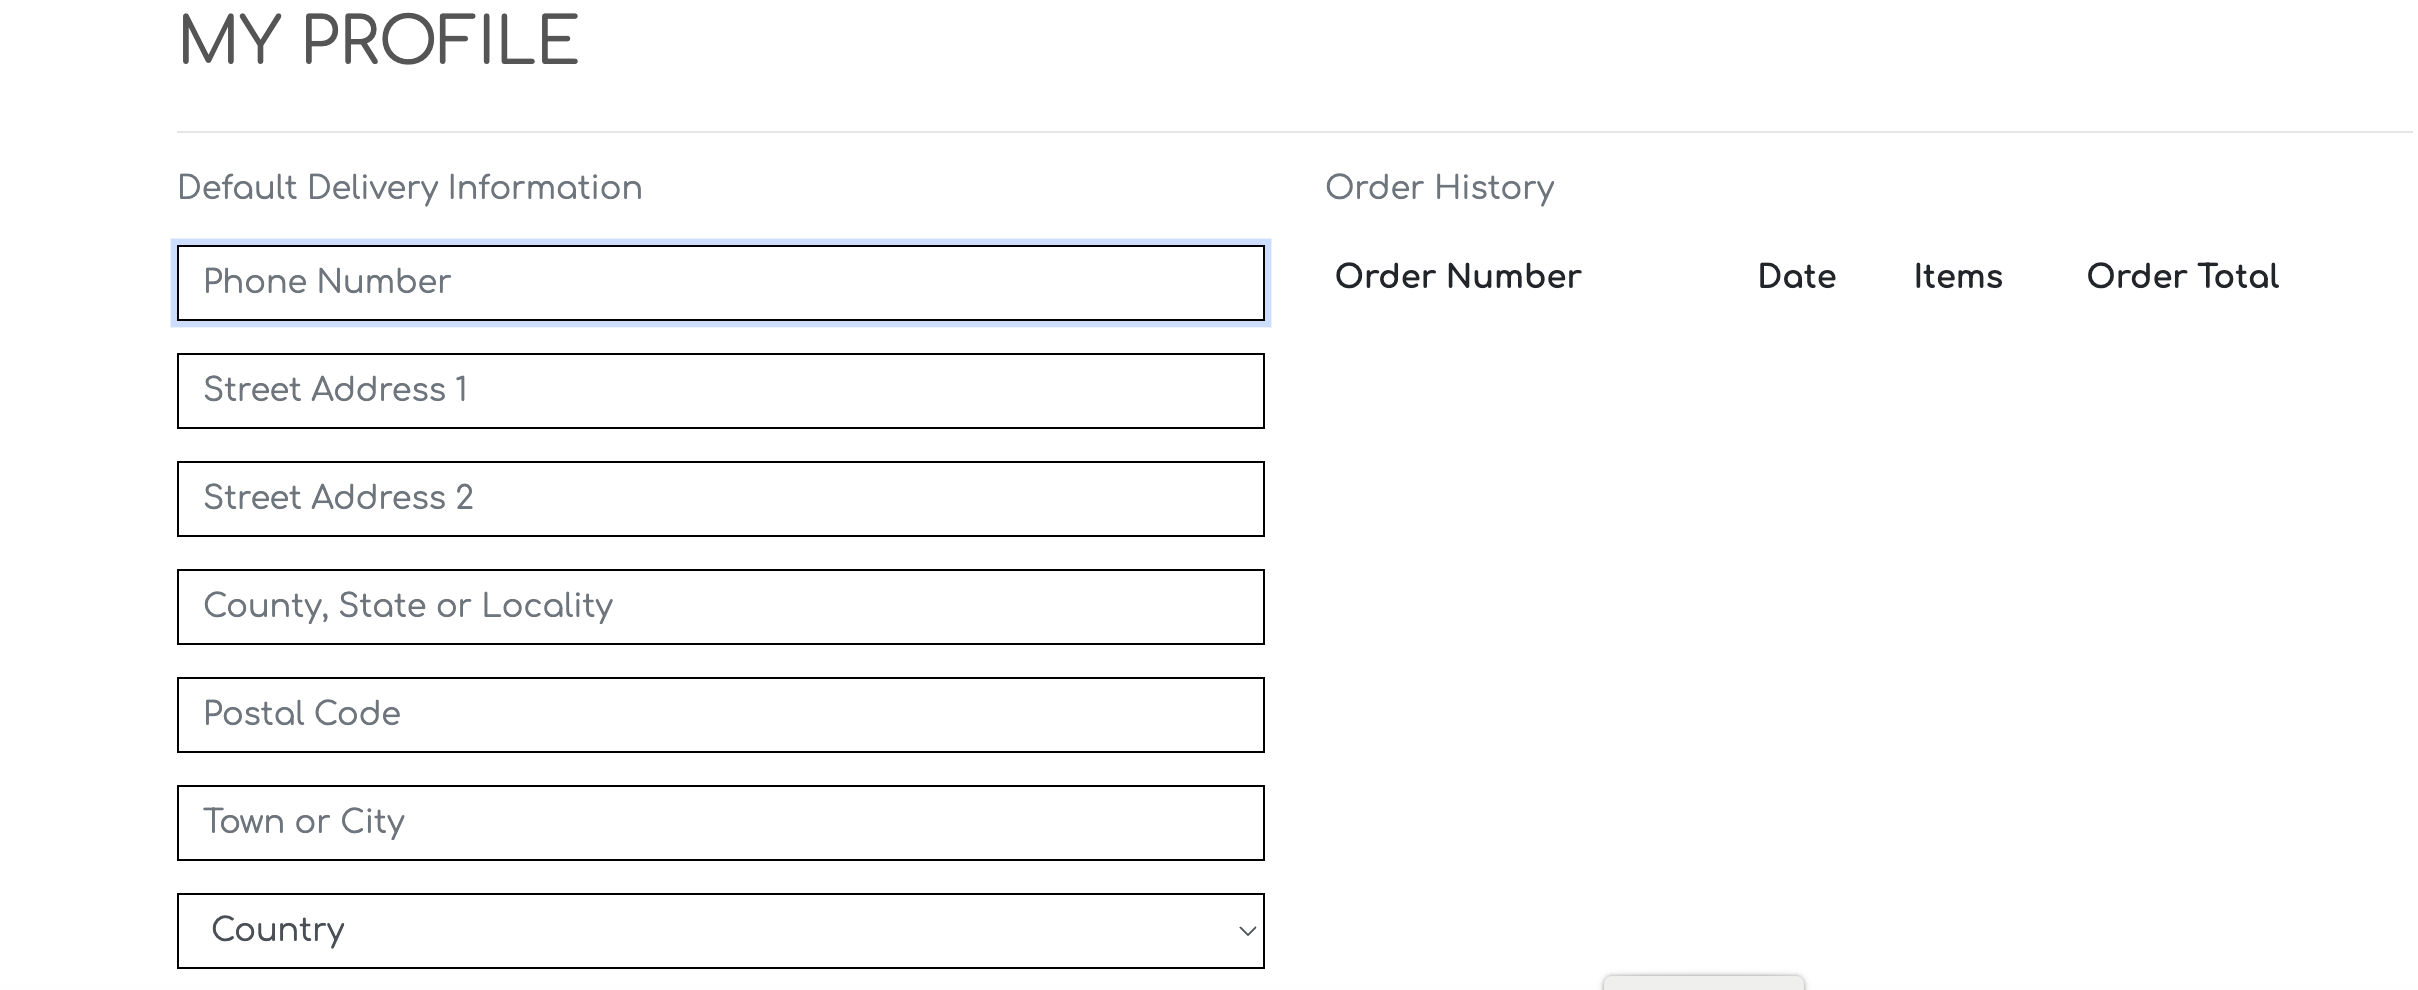 MY PROFILE
Default Delivery Information
Phone Number
Street Address 1
Street Address 2
County, State or Locality
Postal Code
Town or City
Country
Order History
Order Number Date Items Order Total